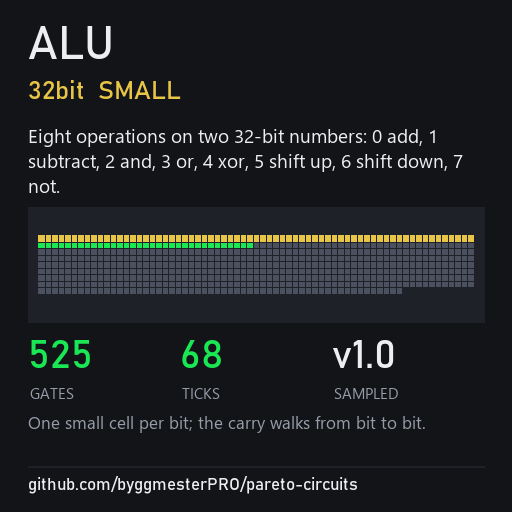 ALU
32bit SMALL
Eight operations on two 32-bit numbers: 0 add, 1
subtract, 2 and, 3 or, 4 xor, 5 shift up, 6 shift down, 7
not.
525 68 v1.0
GATES TICKS SAMPLED
One small cell per bit; the carry walks from bit to bit.
github.com/byggmesterPRO/pareto-circuits